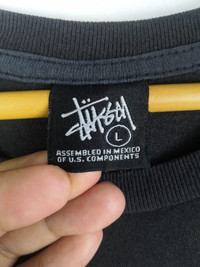 Stüssy
L
ASSEMBLED IN MEXICO
OF U.S. COMPONENTS